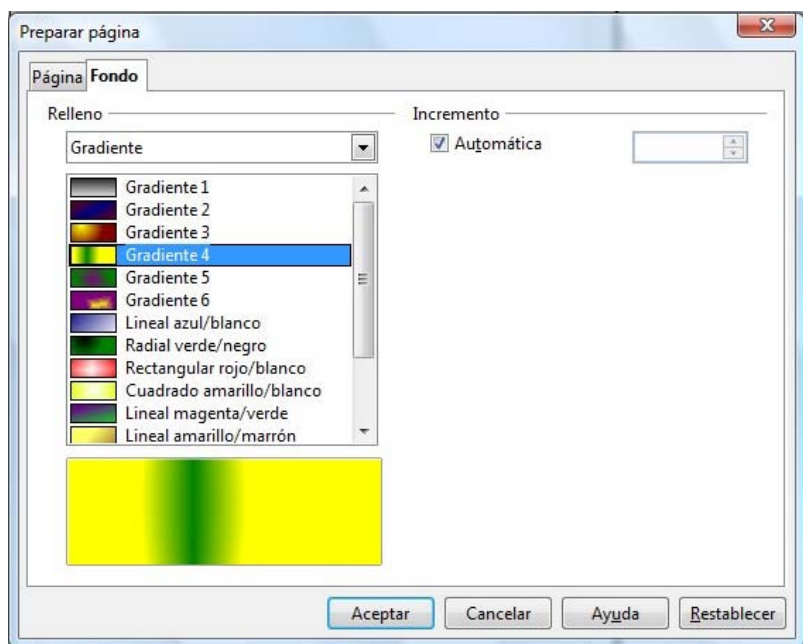 Preparar página
Página Fondo
Relleno
Gradiente
Gradiente 1
Gradiente 2
Gradiente 3
Gradiente 4
Gradiente 5
Gradiente 6
Lineal azul/blanco
Radial verde/negro
Rectangular rojo/blanco
Cuadrado amarillo/blanco
Lineal magenta/verde
Lineal amarillo/marrón
Incremento
Automática
Aceptar Cancelar Ayuda Restablecer